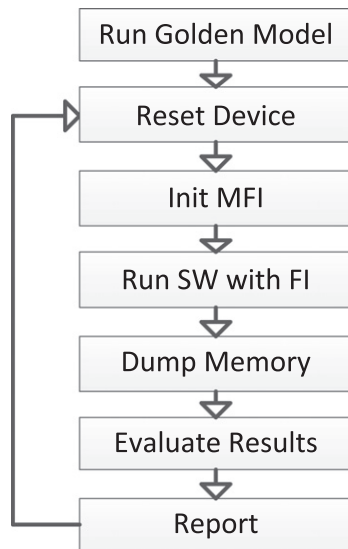 Run Golden Model
Reset Device
Init MFI
Run SW with FI
Dump Memory
Evaluate Results
Report